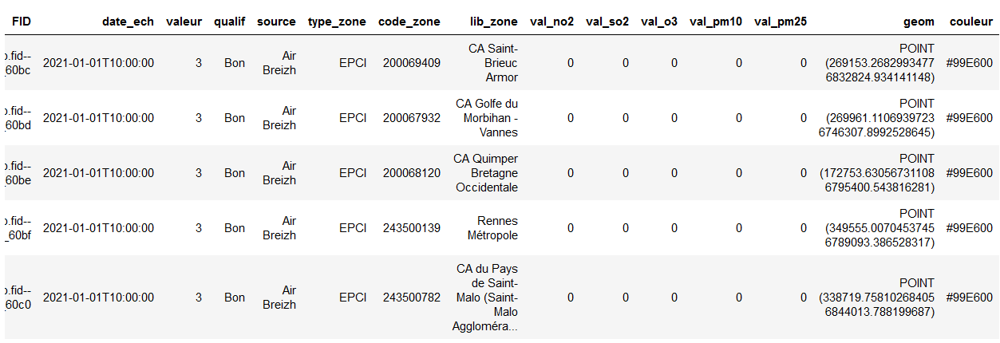 FID date_ech valeur qualif source type_zone code_zone lib_zone val_no2 val_so2 val_o3 val_pm10 val_pm25 geom couleur
.fid--_60bc 2021-01-01T10:00:00 3 Bon Air Breizh EPCI 200069409 CA Saint-Brieuc Armor 0 0 0 0 0 POINT (269153.2682993477 6832824.934141148) #99E600
.fid--_60bd 2021-01-01T10:00:00 3 Bon Air Breizh EPCI 200067932 CA Golfe du Morbihan - Vannes 0 0 0 0 0 POINT (269961.1106939723 6746307.8992528645) #99E600
.fid--_60be 2021-01-01T10:00:00 3 Bon Air Breizh EPCI 200068120 CA Quimper Bretagne Occidentale 0 0 0 0 0 POINT (172753.63056731108 6795400.543816281) #99E600
.fid--_60bf 2021-01-01T10:00:00 3 Bon Air Breizh EPCI 243500139 Rennes Métropole 0 0 0 0 0 POINT (349555.0070453745 6789093.386528317) #99E600
.fid--_60c0 2021-01-01T10:00:00 3 Bon Air Breizh EPCI 243500782 CA du Pays de Saint-Malo (Saint-Malo Aggloméra... 0 0 0 0 0 POINT (338719.75810268405 6844013.788199687) #99E600